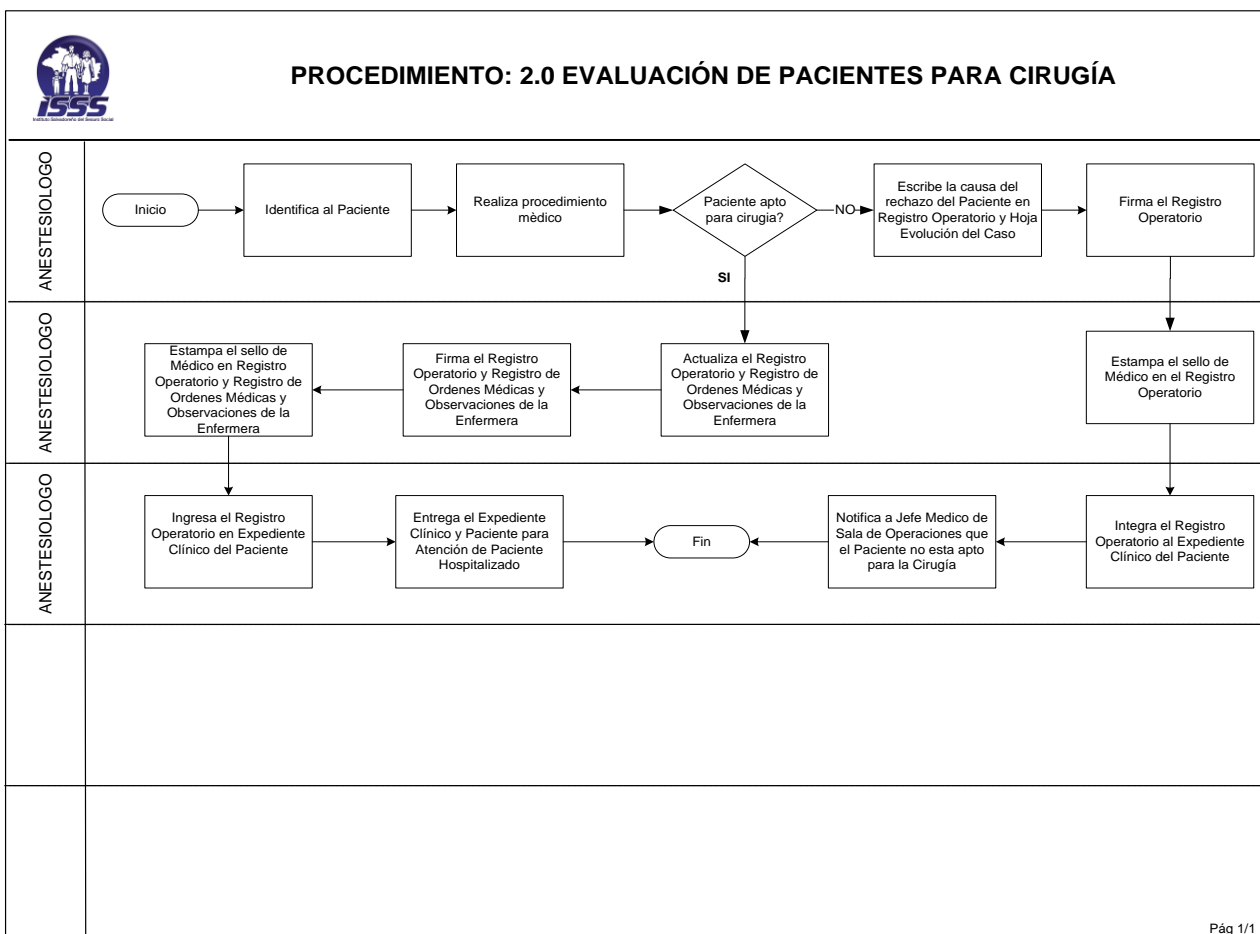 ISSS
Instituto Salvadoreño del Seguro Social
PROCEDIMIENTO: 2.0 EVALUACIÓN DE PACIENTES PARA CIRUGÍA
ANESTESIOLOGO
Inicio
Identifica al Paciente
Realiza procedimiento
mèdico
Paciente apto
para cirugia?
NO
Escribe la causa del
rechazo del Paciente en
Registro Operatorio y Hoja
Evolución del Caso
Firma el Registro
Operatorio
SI
ANESTESIOLOGO
Estampa el sello de
Médico en Registro
Operatorio y Registro de
Ordenes Médicas y
Observaciones de la
Enfermera
Firma el Registro
Operatorio y Registro de
Ordenes Médicas y
Observaciones de la
Enfermera
Actualiza el Registro
Operatorio y Registro de
Ordenes Médicas y
Observaciones de la
Enfermera
Estampa el sello de
Médico en el Registro
Operatorio
ANESTESIOLOGO
Ingresa el Registro
Operatorio en Expediente
Clínico del Paciente
Entrega el Expediente
Clínico y Paciente para
Atención de Paciente
Hospitalizado
Fin
Notifica a Jefe Medico de
Sala de Operaciones que
el Paciente no esta apto
para la Cirugía
Integra el Registro
Operatorio al Expediente
Clínico del Paciente
Pág 1/1